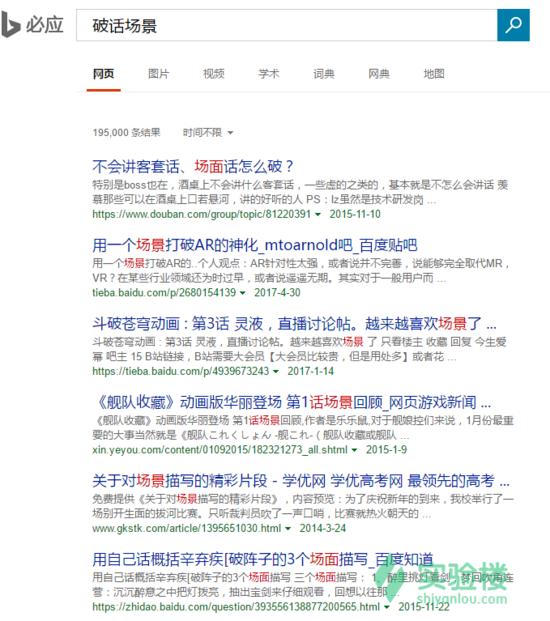 必应
破话场景
网页 图片 视频 学术 词典 网典 地图
195,000 条结果 时间不限
不会讲客套话、场面话怎么破？
特别是boss也在，酒桌上不会讲什么客套话，一些虚的之类的，基本就是不怎么会讲话 羡
慕那些可以在酒桌上口若悬河，讲的好听的人 PS：lz虽然是技术研发岗 ...
https://www.douban.com/group/topic/81220391 2015-11-10
用一个场景打破AR的神化_mtoarnold吧_百度贴吧
用一个场景打破AR的..个人观点：AR针对性太强，或者说并不完善，说能够完全取代MR，
VR？在某些行业领域还为时过早，或者说遥遥无期。其实对于一般用户而 ...
tieba.baidu.com/p/2680154139 2017-4-30
斗破苍穹动画 : 第3话 灵液，直播讨论帖。越来越喜欢场景了 ...
斗破苍穹动画：第3话 灵液，直播讨论帖。越来越喜欢场景 了 只看楼主 收藏 回复 今生爱
幂 吧主 15 B站链接，B站需要大会员【大会员比较贵，但是用处多】或者花 ...
https://tieba.baidu.com/p/4939673243 2017-1-14
《舰队收藏》动画版华丽登场 第1话场景回顾_网页游戏新闻 ...
《舰队收藏》动画版华丽登场 第1话场景回顾,作者是乐乐鼠,对于舰娘控们来说，1月份最重
要的大事当然就是《舰队これくしょん -舰これ-（舰队收藏或舰队 ...
xin.yeyou.com/content/01092015/182321273_all.shtml 2015-1-9
关于对场景描写的精彩片段 - 学优网 学优高考网 最领先的高考 ...
免费提供《关于对场景描写的精彩片段》，内容预览：为了庆祝新年的到来，我校举行了一
场别开生面的拔河比赛。只听裁判员吹了一声口哨，比赛就热火朝天的 ...
www.gkstk.com/article/1395651030.html 2014-3-24
用自己话概括辛弃疾[破阵子的3个场面描写_百度知道
用自己话概括辛弃疾[破阵子的3个场面描写 三个场面描写： 1、醉里挑灯看剑，梦回吹角连
营：沉沉醉意之中把灯拨亮，抽出宝剑来仔细观看，回想以往那 ...
https://zhidao.baidu.com/question/393556138877200565.html 2015-11-22
实验楼
shiyanlou.com